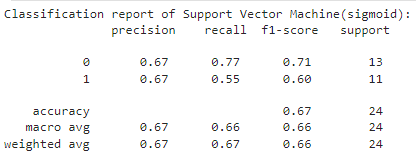 Classification report of Support Vector Machine(sigmoid):
precision recall f1-score support
0 0.67 0.77 0.71 13
1 0.67 0.55 0.60 11
accuracy 0.67 24
macro avg 0.67 0.66 0.66 24
weighted avg 0.67 0.67 0.66 24